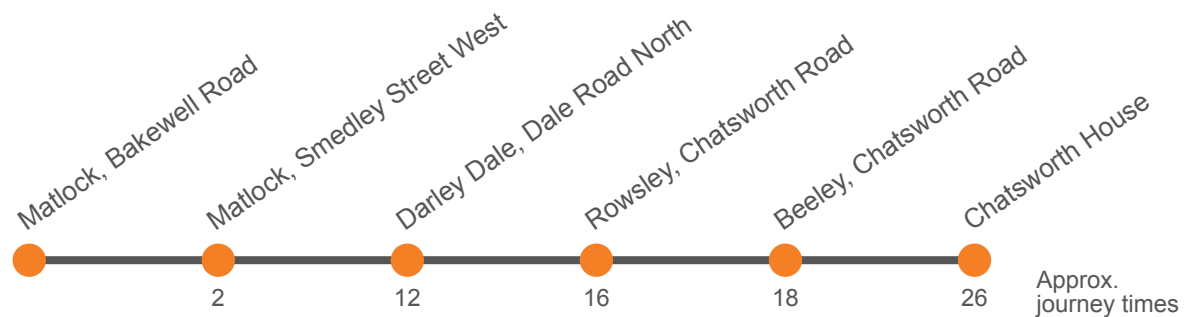 Matlock, Bakewell Road
Matlock, Smedley Street West
Darley Dale, Dale Road North
Rowsley, Chatsworth Road
Beeley, Chatsworth Road
Chatsworth House
2
12
16
18
26
Approx.
journey times